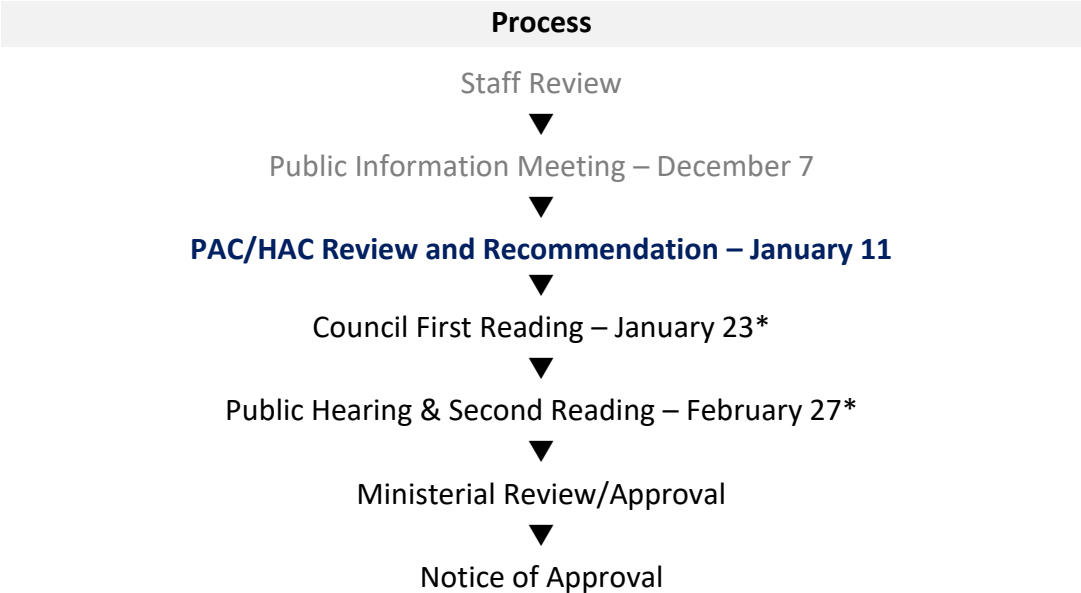 Process
Staff Review
Public Information Meeting – December 7
PAC/HAC Review and Recommendation – January 11
Council First Reading – January 23*
Public Hearing & Second Reading – February 27*
Ministerial Review/Approval
Notice of Approval